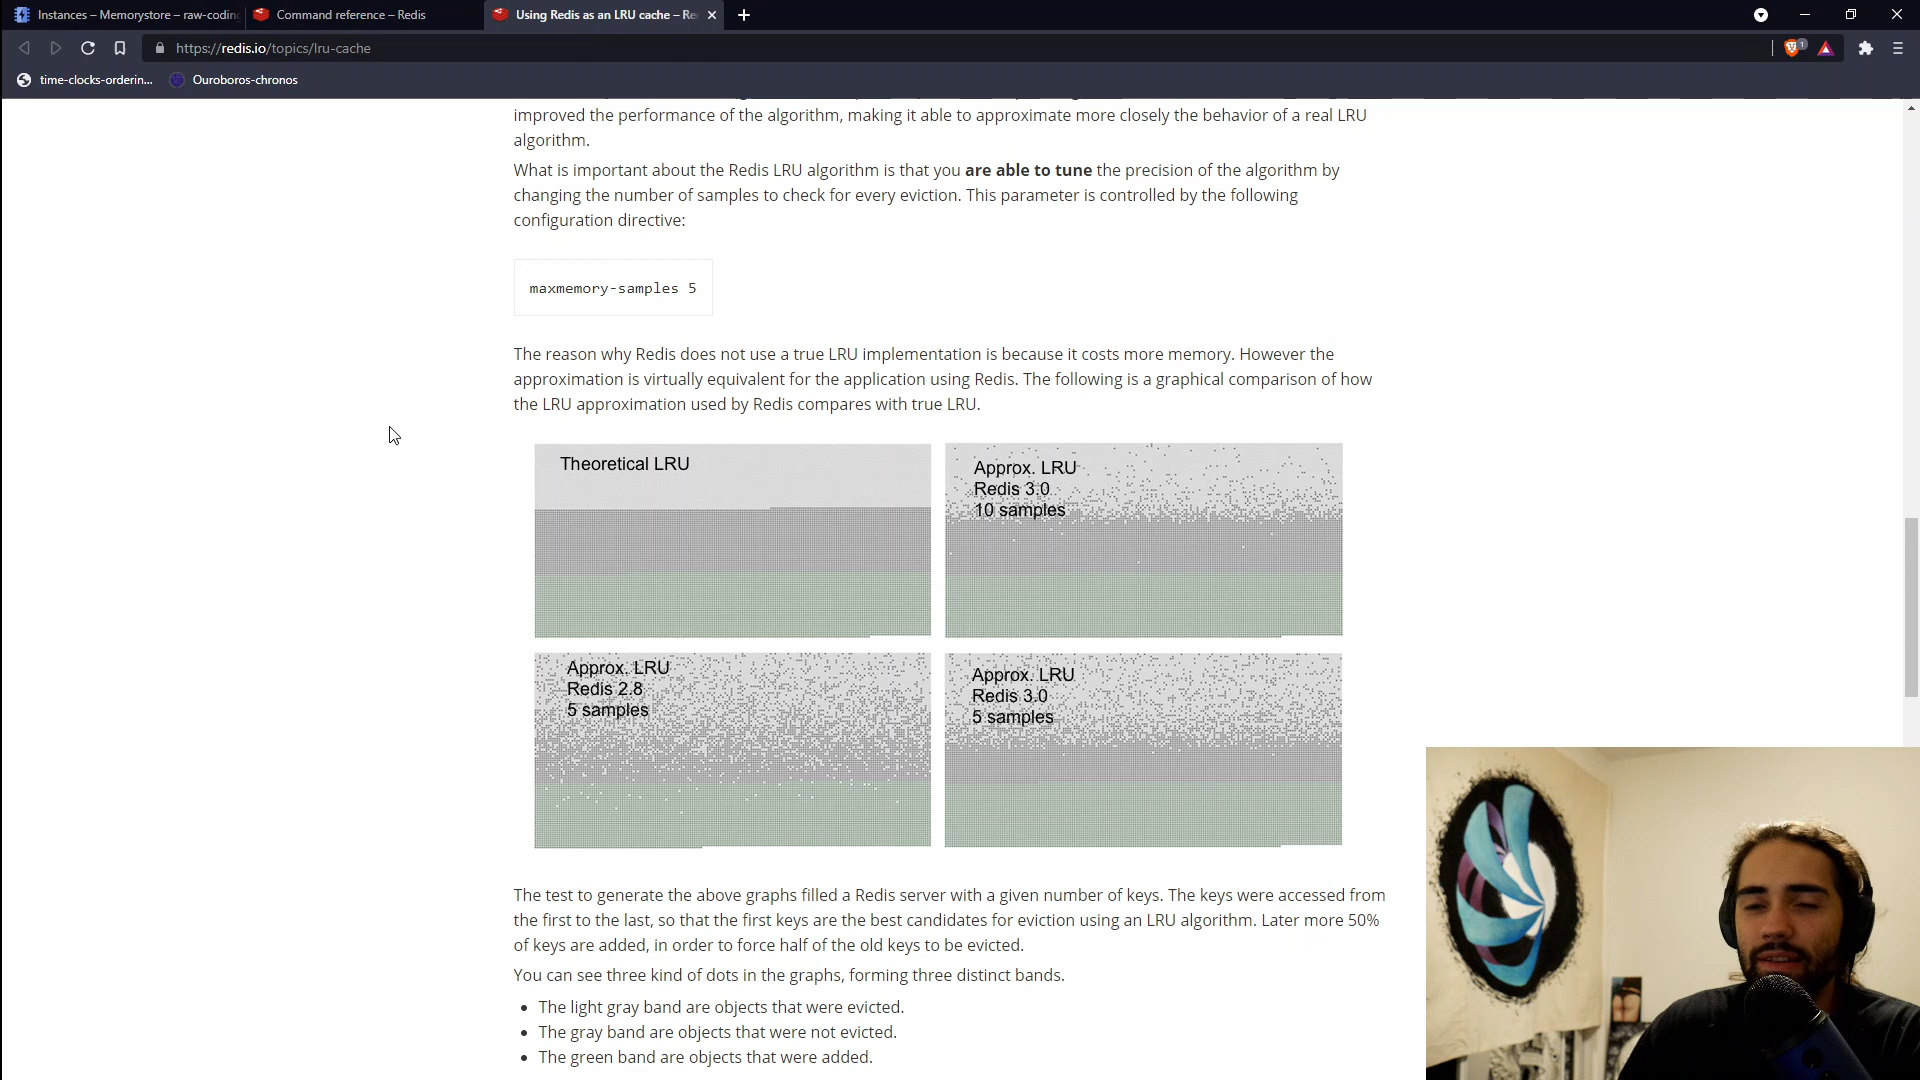 Instances – Memorystore – raw-coding
Command reference – Redis
Using Redis as an LRU cache – Re
https://redis.io/topics/lru-cache
1
time-clocks-orderin...
Ouroboros-chronos
improved the performance of the algorithm, making it able to approximate more closely the behavior of a real LRU
algorithm.
What is important about the Redis LRU algorithm is that you are able to tune the precision of the algorithm by
changing the number of samples to check for every eviction. This parameter is controlled by the following
configuration directive:
maxmemory-samples 5
The reason why Redis does not use a true LRU implementation is because it costs more memory. However the
approximation is virtually equivalent for the application using Redis. The following is a graphical comparison of how
the LRU approximation used by Redis compares with true LRU.
Theoretical LRU
Approx. LRU
Redis 3.0
10 samples
Approx. LRU
Redis 2.8
5 samples
Approx. LRU
Redis 3.0
5 samples
The test to generate the above graphs filled a Redis server with a given number of keys. The keys were accessed from
the first to the last, so that the first keys are the best candidates for eviction using an LRU algorithm. Later more 50%
of keys are added, in order to force half of the old keys to be evicted.
You can see three kind of dots in the graphs, forming three distinct bands.
• The light gray band are objects that were evicted.
• The gray band are objects that were not evicted.
• The green band are objects that were added.